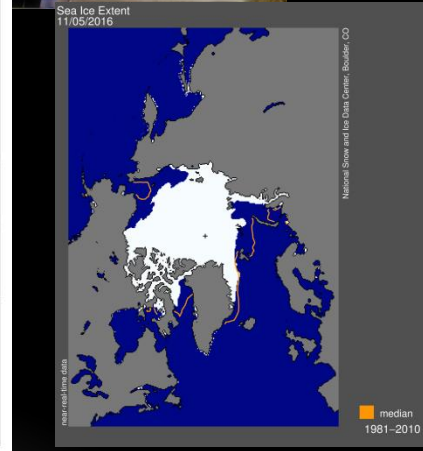 Sea Ice Extent
11/05/2016
National Snow and Ice Data Center, Boulder, CO
near-real-time data
median
1981–2010